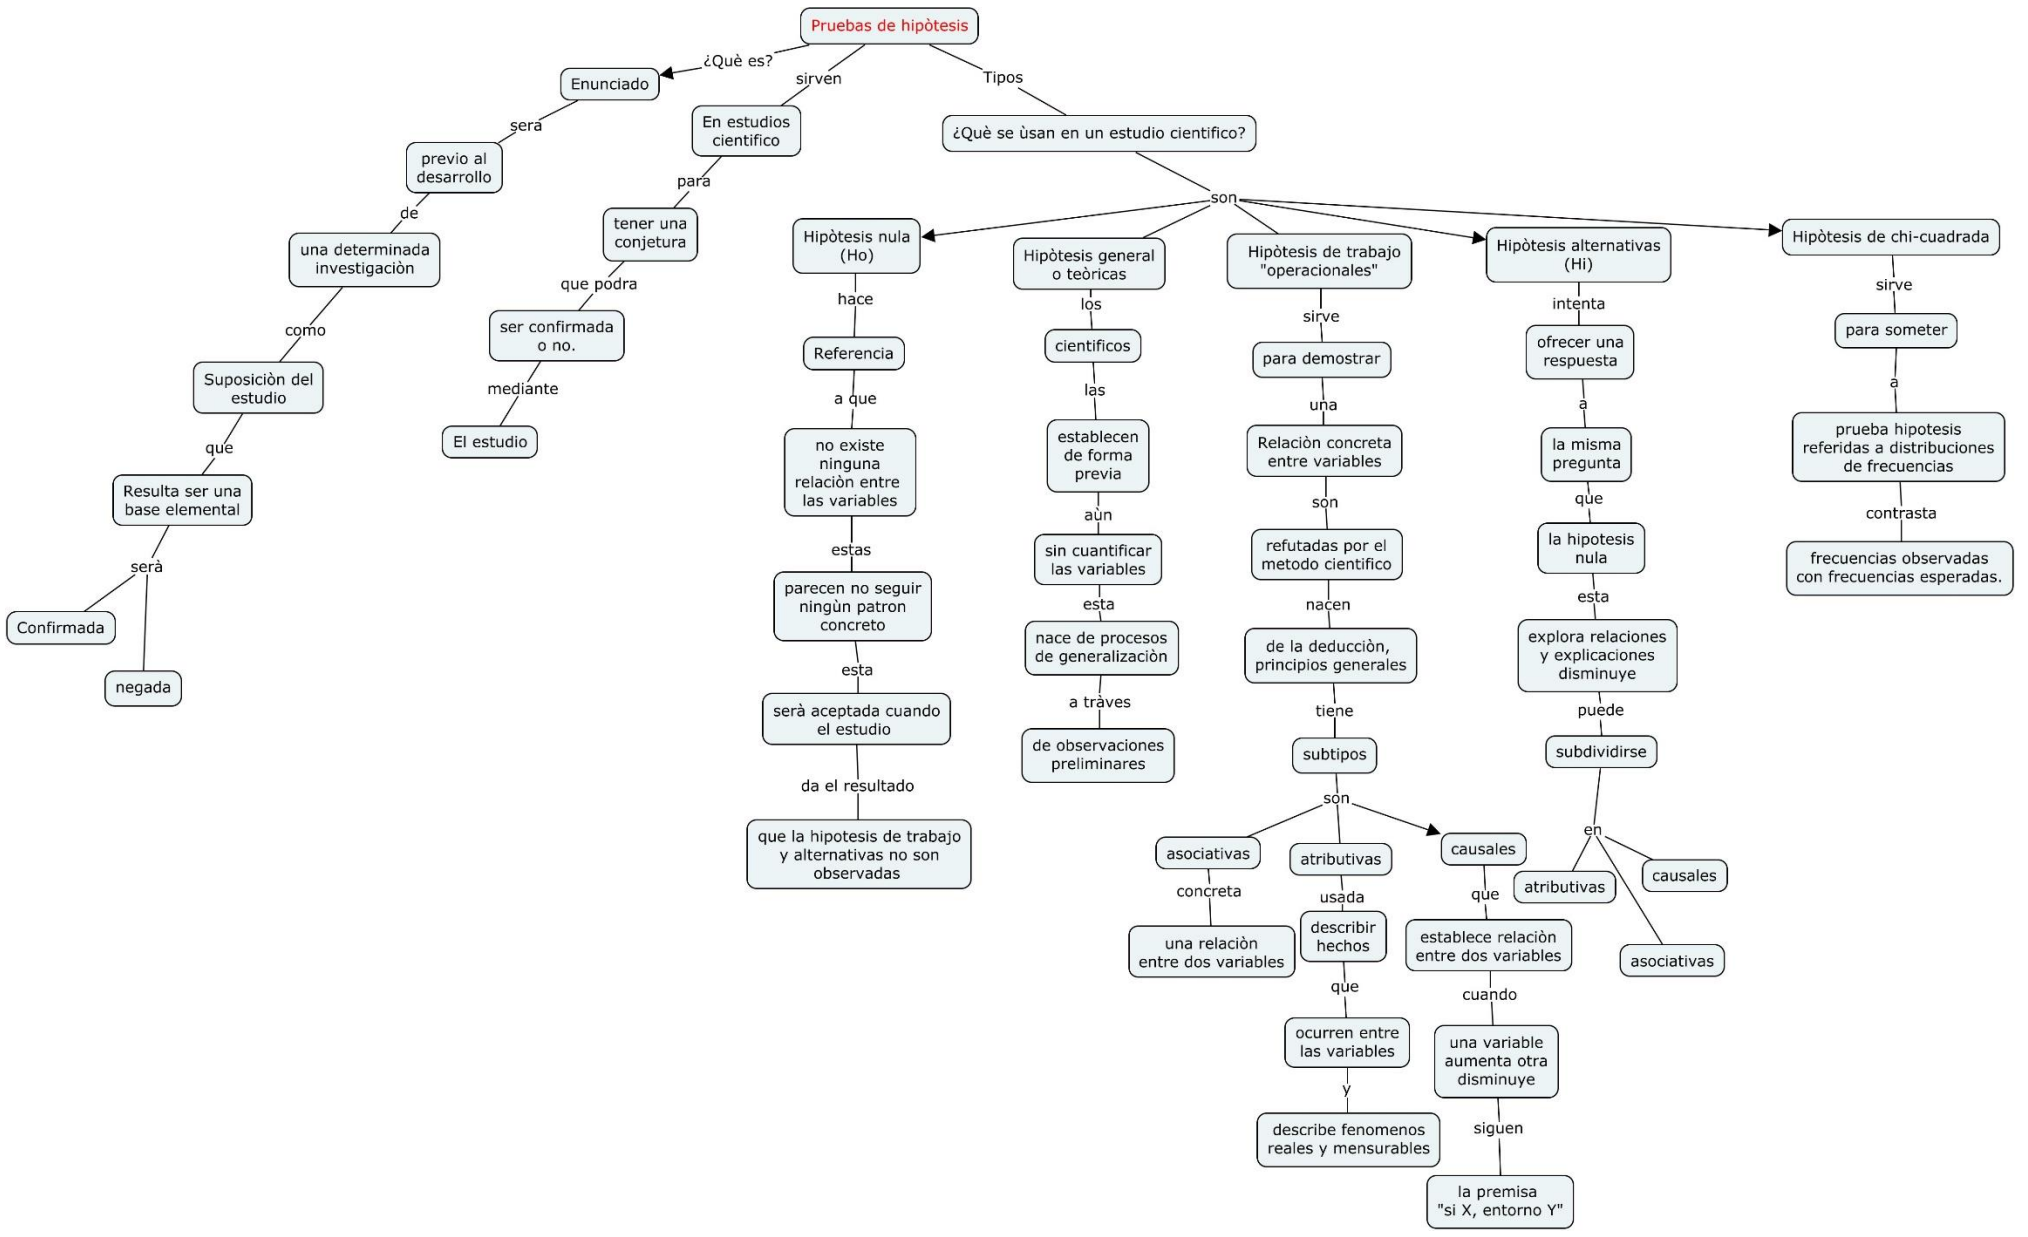 Pruebas de hipòtesis
¿Què es?
Enunciado
sera
previo al
desarrollo
de
una determinada
investigaciòn
como
Suposiciòn del
estudio
que
Resulta ser una
base elemental
serà
Confirmada
negada
sirven
En estudios
cientifico
para
tener una
conjetura
que podra
ser confirmada
o no.
mediante
El estudio
Tipos
¿Què se ùsan en un estudio cientifico?
son
Hipòtesis nula
(Ho)
hace
Referencia
a que
no existe
ninguna
relaciòn entre
las variables
estas
parecen no seguir
ningùn patron
concreto
esta
serà aceptada cuando
el estudio
da el resultado
que la hipotesis de trabajo
y alternativas no son
observadas
Hipòtesis general
o teòricas
los
cientificos
las
establecen
de forma
previa
aùn
sin cuantificar
las variables
esta
nace de procesos
de generalizaciòn
a tràves
de observaciones
preliminares
Hipòtesis de trabajo
"operacionales"
sirve
para demostrar
una
Relaciòn concreta
entre variables
son
refutadas por el
metodo cientifico
nacen
de la deducciòn,
principios generales
tiene
subtipos
son
asociativas
concreta
una relaciòn
entre dos variables
atributivas
usada
describir
hechos
que
ocurren entre
las variables
y
describe fenomenos
reales y mensurables
causales
que
establece relaciòn
entre dos variables
cuando
una variable
aumenta otra
disminuye
siguen
la premisa
"si X, entorno Y"
Hipòtesis alternativas
(Hi)
intenta
ofrecer una
respuesta
a
la misma
pregunta
que
la hipotesis
nula
esta
explora relaciones
y explicaciones
disminuye
puede
subdividirse
en
atributivas
causales
asociativas
Hipòtesis de chi-cuadrada
sirve
para someter
a
prueba hipotesis
referidas a distribuciones
de frecuencias
contrasta
frecuencias observadas
con frecuencias esperadas.